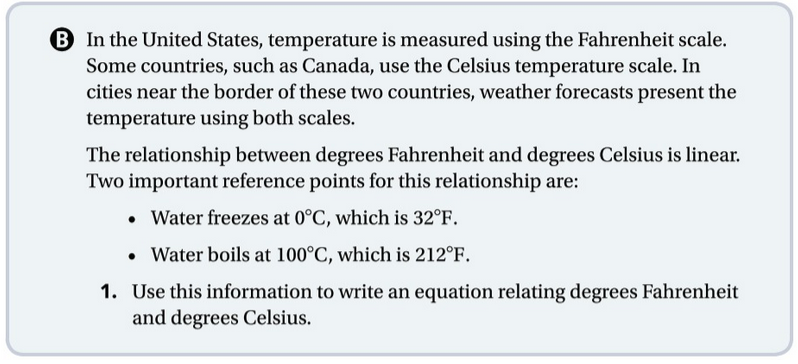 B In the United States, temperature is measured using the Fahrenheit scale.
Some countries, such as Canada, use the Celsius temperature scale. In
cities near the border of these two countries, weather forecasts present the
temperature using both scales.
The relationship between degrees Fahrenheit and degrees Celsius is linear.
Two important reference points for this relationship are:
• Water freezes at 0°C, which is 32°F.
• Water boils at 100°C, which is 212°F.
1. Use this information to write an equation relating degrees Fahrenheit
and degrees Celsius.